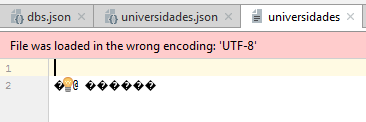 dbs.json universidades.json universidades
File was loaded in the wrong encoding: 'UTF-8'
1
2 �@ ������